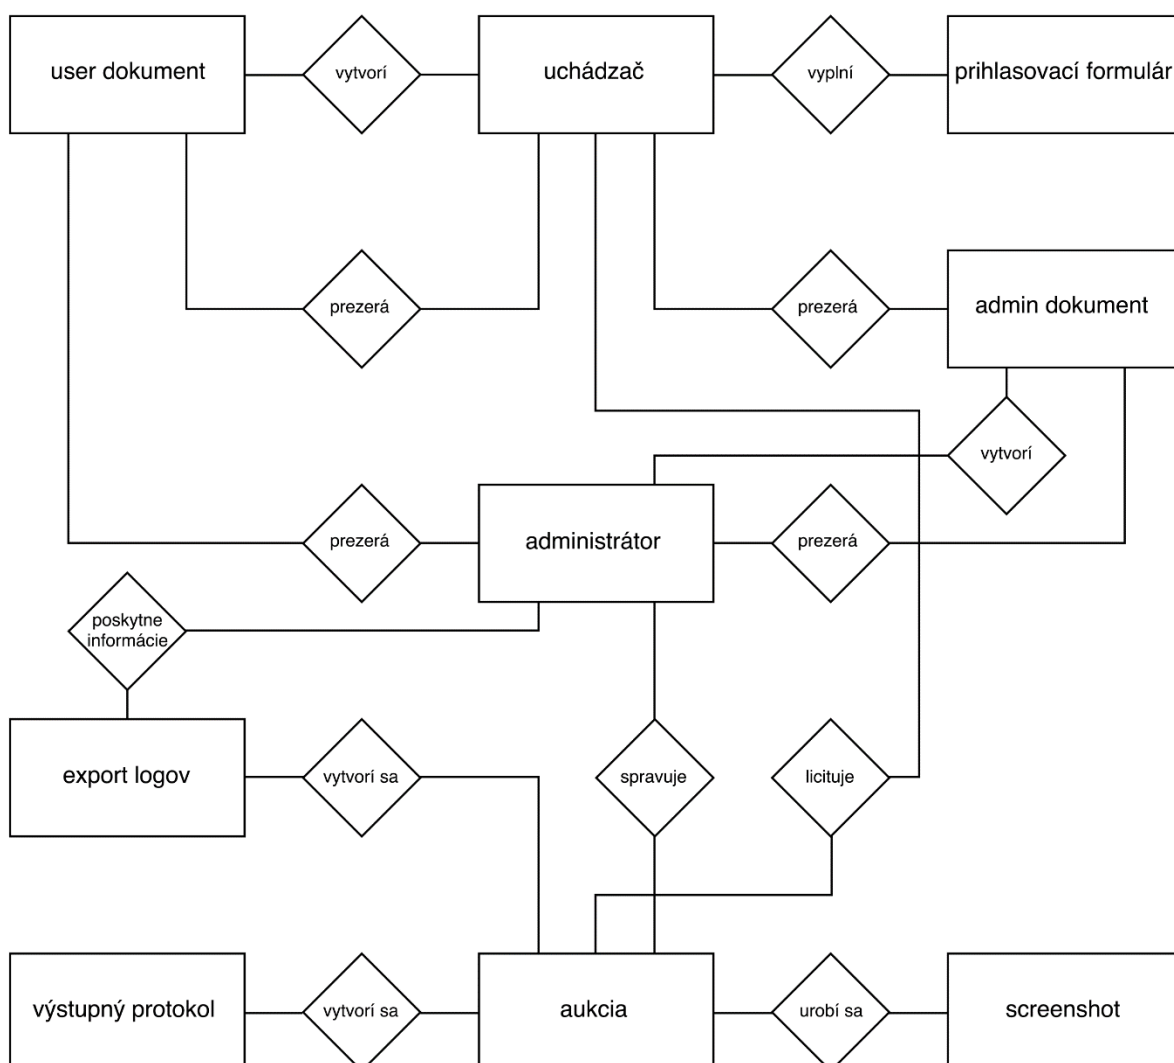 user dokument
vytvorí
uchádzač
vyplní
prihlasovací formulár
prezerá
prezerá
admin dokument
vytvorí
prezerá
administrátor
prezerá
poskytne
informácie
export logov
vytvorí sa
spravuje
licituje
výstupný protokol
vytvorí sa
aukcia
urobí sa
screenshot